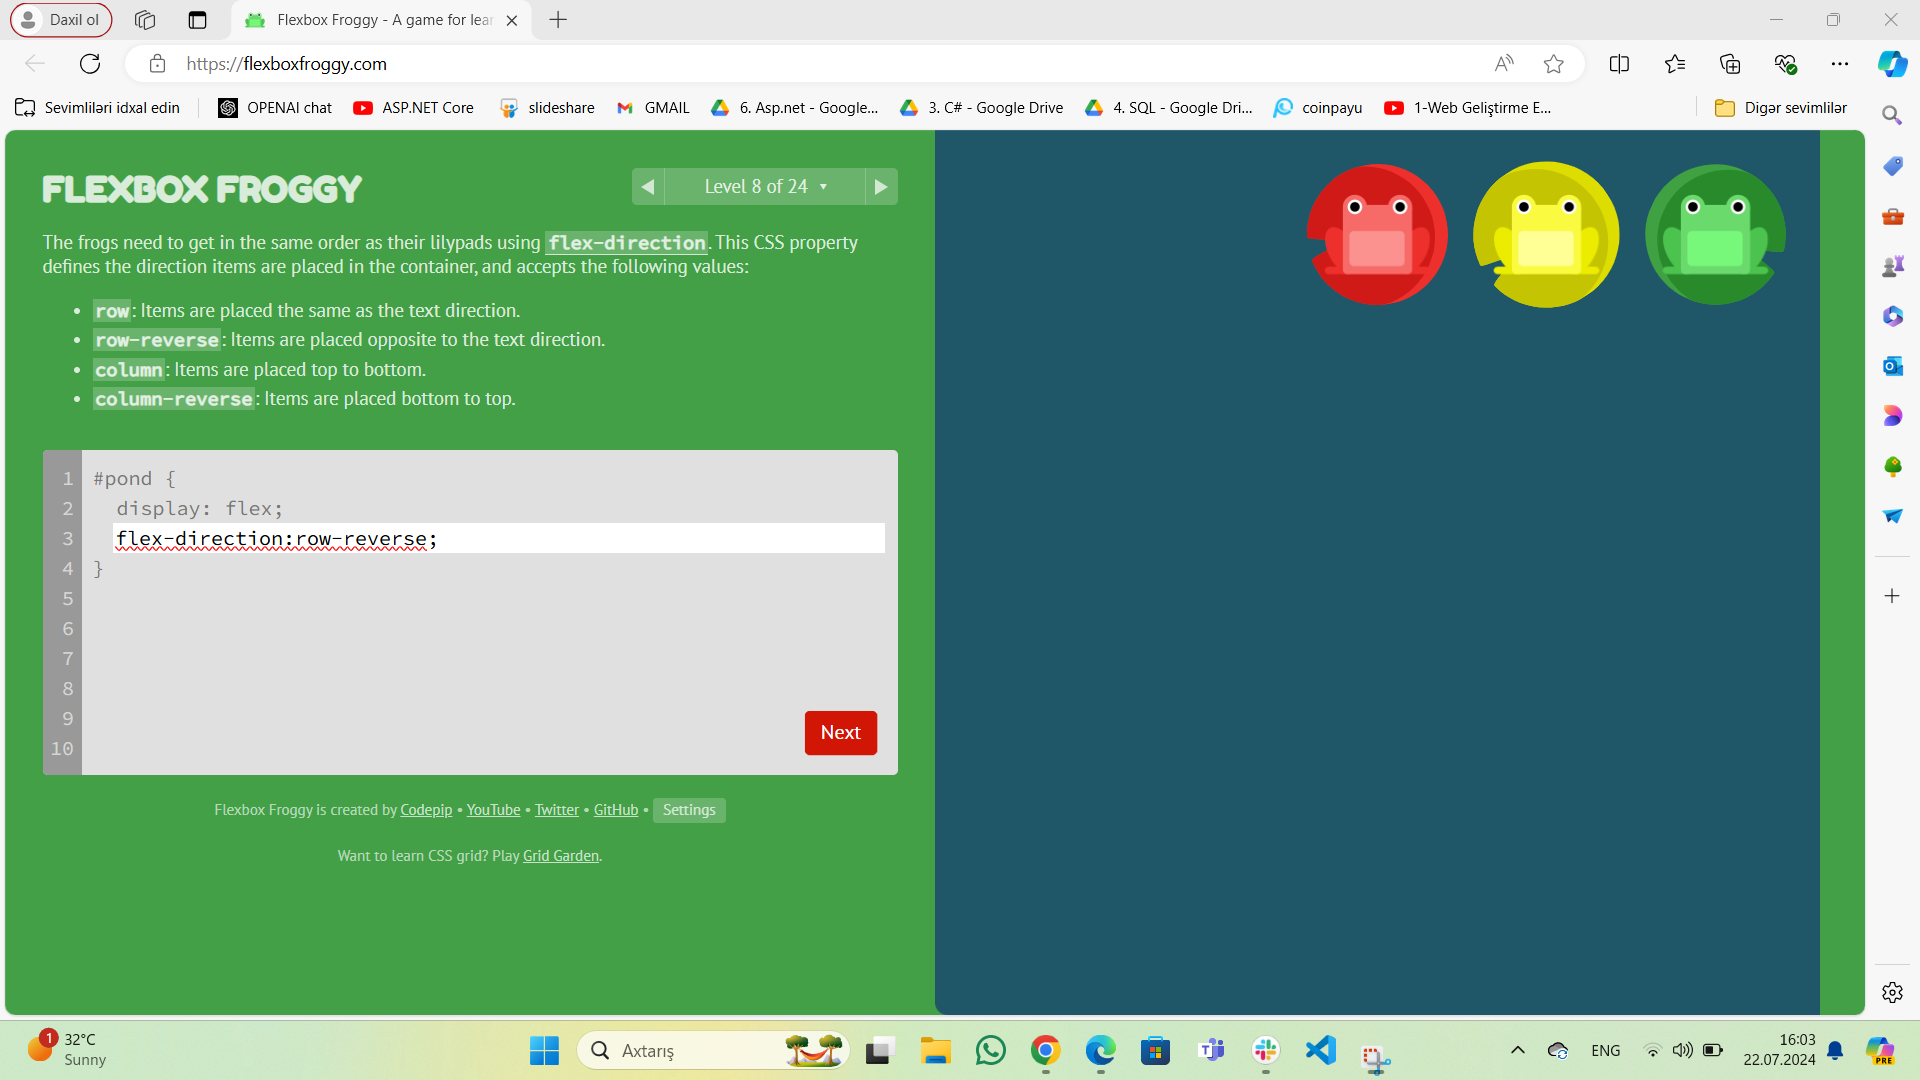 Daxil ol
Flexbox Froggy - A game for lear
https://flexboxfroggy.com
Sevimliləri idxal edin
OPENAI chat
ASP.NET Core
slideshare
GMAIL
6. Asp.net - Google...
3. C# - Google Drive
4. SQL - Google Dri...
coinpayu
1-Web Geliştirme E...
Digər sevimlilər
FLEXBOX FROGGY
Level 8 of 24
The frogs need to get in the same order as their lilypads using flex-direction. This CSS property
defines the direction items are placed in the container, and accepts the following values:
• row: Items are placed the same as the text direction.
• row-reverse: Items are placed opposite to the text direction.
• column: Items are placed top to bottom.
• column-reverse: Items are placed bottom to top.
1 #pond {
2 display: flex;
3 flex-direction:row-reverse;
4 }
5
6
7
8
9
10
Next
Flexbox Froggy is created by Codepip • YouTube • Twitter • GitHub • Settings
Want to learn CSS grid? Play Grid Garden.
1
32°C
Sunny
Axtarış
ENG
16:03
22.07.2024
PRE